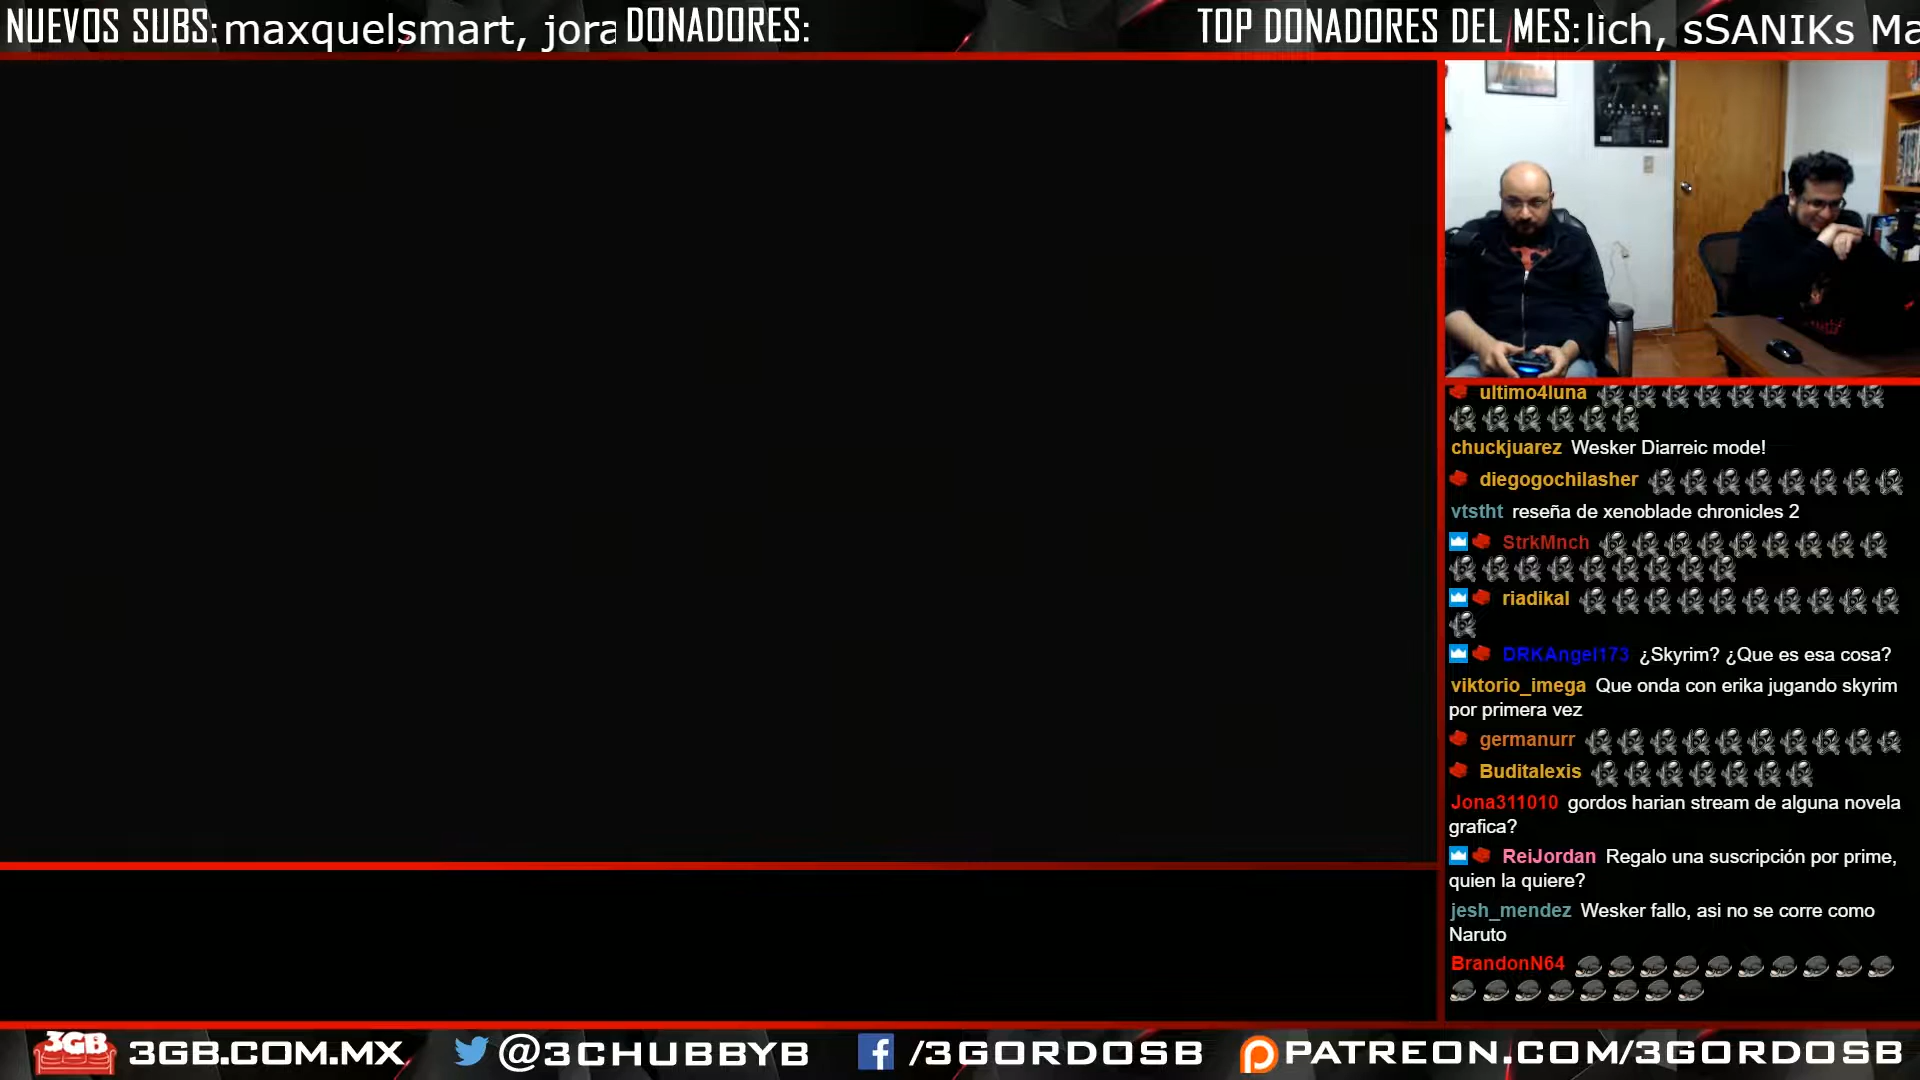 NUEVOS SUBS: maxquelsmart, jora DONADORES: TOP DONADORES DEL MES: lich, sSANIKs Ma
ALIEN
ultimo4luna
chuckjuarez Wesker Diarreic mode!
diegogochilasher
vtstht reseña de xenoblade chronicles 2
StrkMnch
riadikal
DRKAngel173 ¿Skyrim? ¿Que es esa cosa?
viktorio_imega Que onda con erika jugando skyrim
por primera vez
germanurr
Buditalexis
Jona311010 gordos harian stream de alguna novela
grafica?
ReiJordan Regalo una suscripción por prime,
quien la quiere?
jesh_mendez Wesker fallo, asi no se corre como
Naruto
BrandonN64
3GB 3GB.COM.MX @3CHUBBYB /3GORDOSB PATREON.COM/3GORDOSB